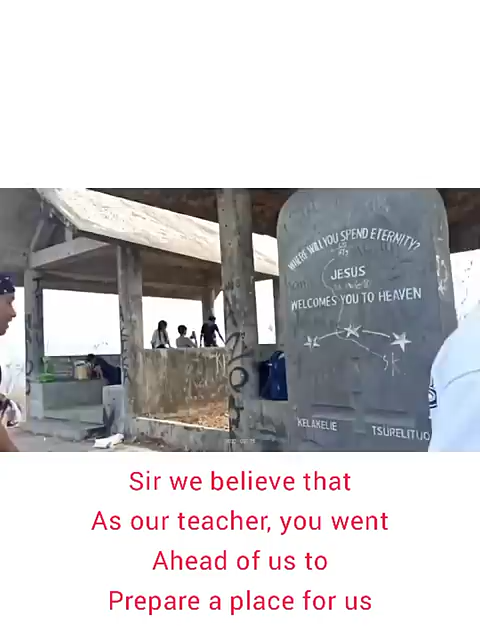 WHERE WILL YOU SPEND ETERNITY?
JESUS
WELCOMES YOU TO HEAVEN
SK
KELAKELIE
TSURELITUO
Sir we believe that
As our teacher, you went
Ahead of us to
Prepare a place for us